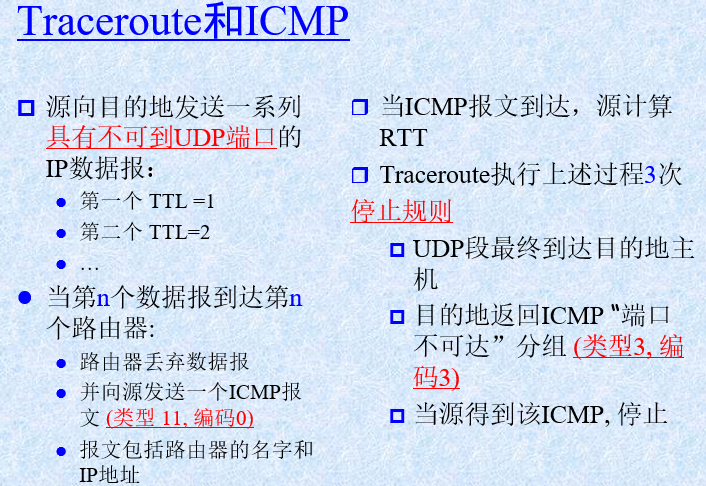 Traceroute和ICMP
源向目的地发送一系列
具有不可到UDP端口的
IP数据报：
第一个 TTL =1
第二个 TTL=2
…
当第n个数据报到达第n
个路由器:
路由器丢弃数据报
并向源发送一个ICMP报
文 (类型 11, 编码0)
报文包括路由器的名字和
IP地址
当ICMP报文到达，源计算
RTT
Traceroute执行上述过程3次
停止规则
UDP段最终到达目的地主
机
目的地返回ICMP “端口
不可达” 分组 (类型3, 编
码3)
当源得到该ICMP, 停止